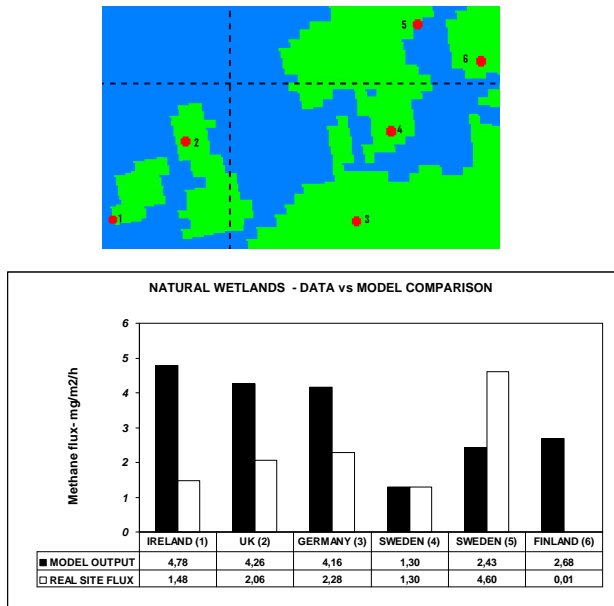 5
6
4
2
1
3
NATURAL WETLANDS - DATA vs MODEL COMPARISON
Methane flux- mg/m2/h
6
5
4
3
2
1
0
IRELAND (1) UK (2) GERMANY (3) SWEDEN (4) SWEDEN (5) FINLAND (6)
MODEL OUTPUT 4,78 4,26 4,16 1,30 2,43 2,68
REAL SITE FLUX 1,48 2,06 2,28 1,30 4,60 0,01